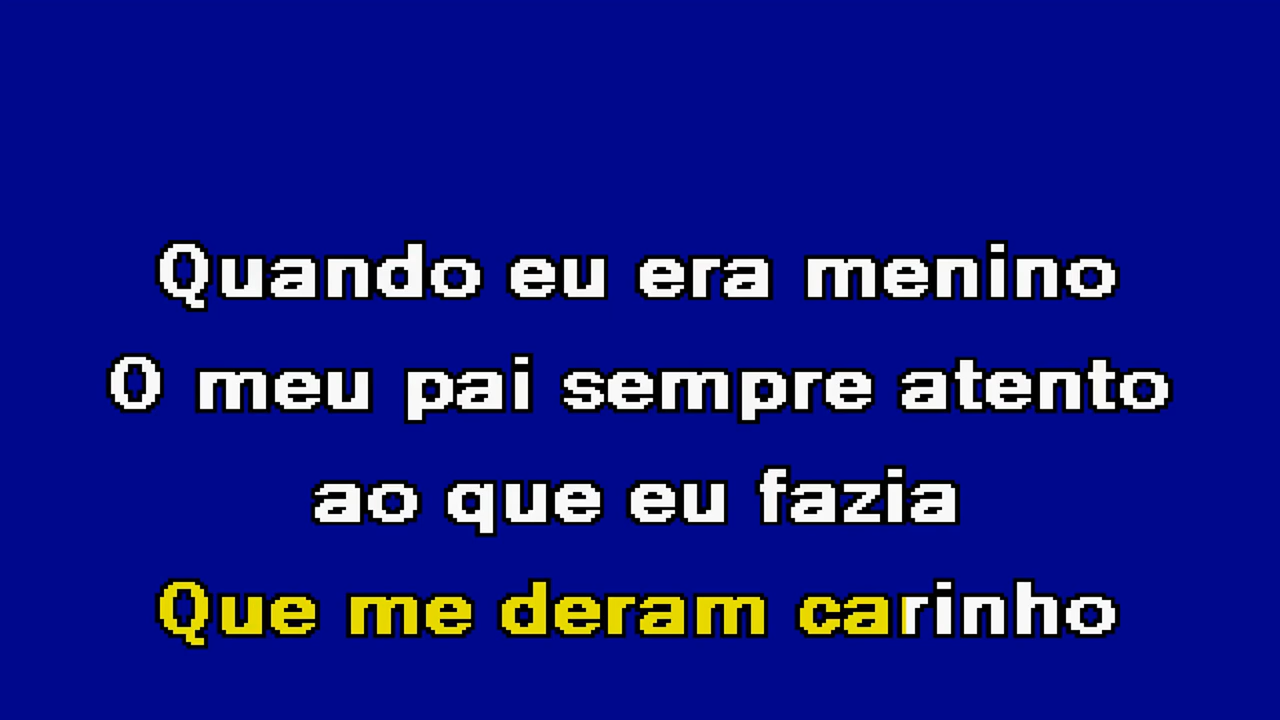 Quando eu era menino
O meu pai sempre atento
ao que eu fazia
Que me deram carinho